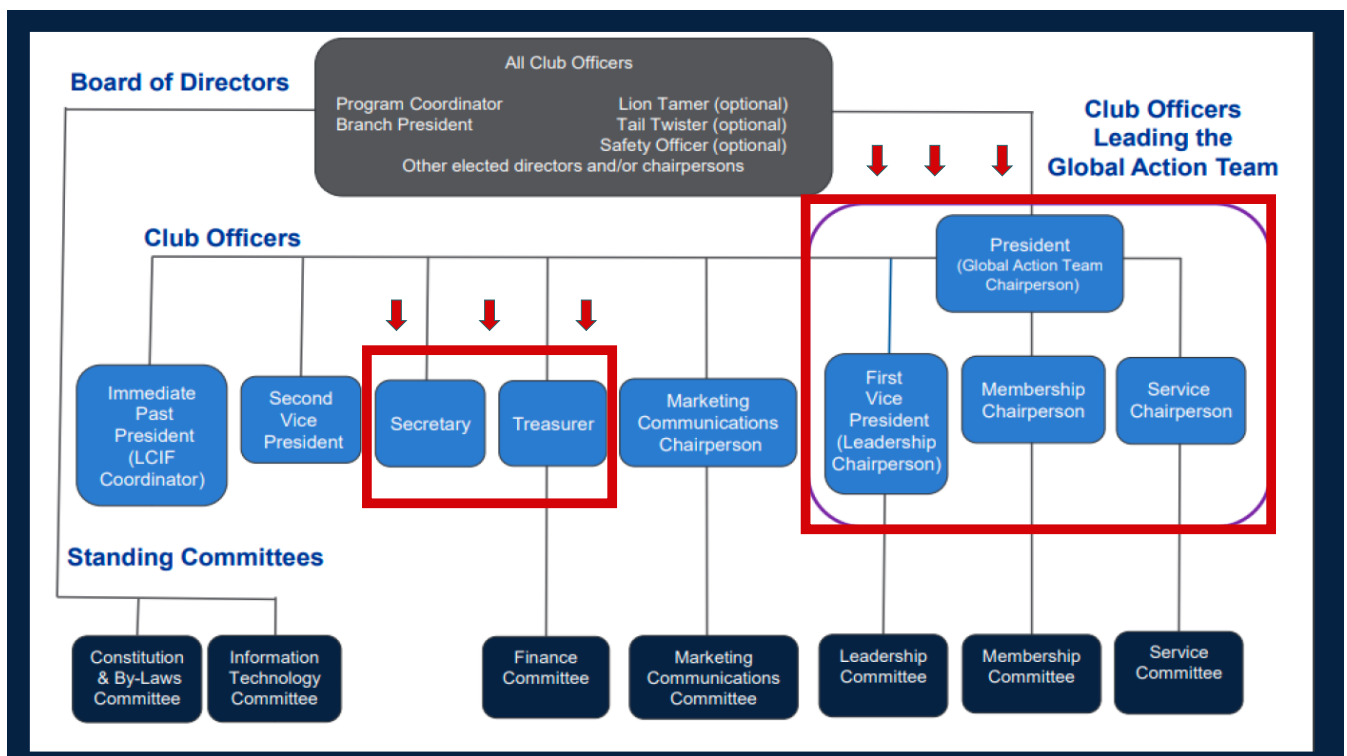 Board of Directors
All Club Officers
Program Coordinator
Branch President
Lion Tamer (optional)
Tail Twister (optional)
Safety Officer (optional)
Other elected directors and/or chairpersons
Club Officers
Leading the
Global Action Team
Club Officers
President
(Global Action Team
Chairperson)
Immediate
Past
President
(LCIF
Coordinator)
Second
Vice
President
Secretary
Treasurer
Marketing
Communications
Chairperson
First
Vice
President
(Leadership
Chairperson)
Membership
Chairperson
Service
Chairperson
Standing Committees
Constitution
& By-Laws
Committee
Information
Technology
Committee
Finance
Committee
Marketing
Communications
Committee
Leadership
Committee
Membership
Committee
Service
Committee